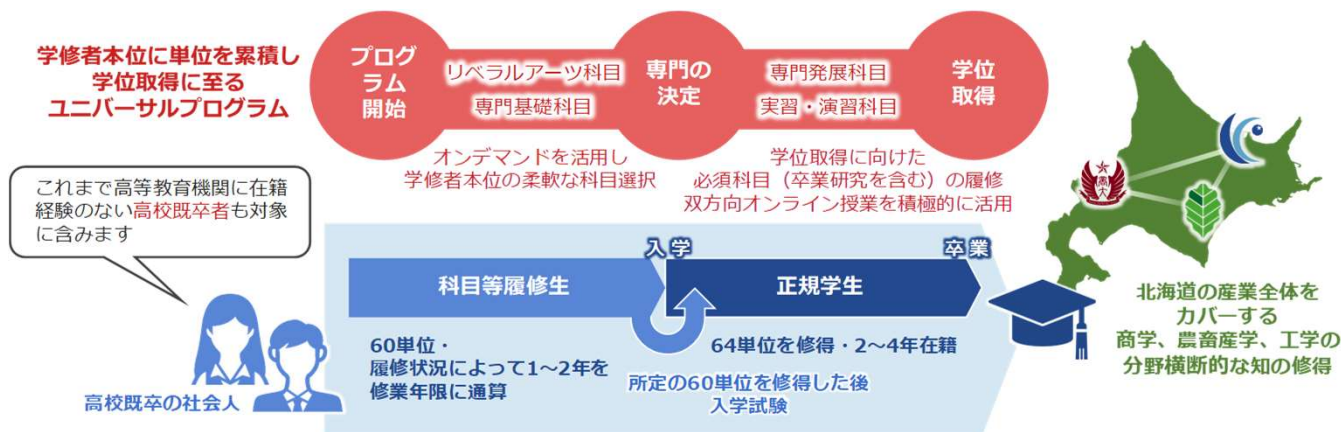 学修者本位に単位を累積し
学位取得に至る
ユニバーサルプログラム
プログ
ラム
開始
リベラルアーツ科目
専門基礎科目
専門の
決定
専門発展科目
実習・演習科目
学位
取得
オンデマンドを活用し
学修者本位の柔軟な科目選択
学位取得に向けた
必須科目（卒業研究を含む）の履修
双方向オンライン授業を積極的に活用
これまで高等教育機関に在籍
経験のない高校既卒者も対象
に含みます
高校既卒の社会人
入学
卒業
科目等履修生
正規学生
60単位・
履修状況によって1～2年を
修業年限に通算
64単位を修得・2～4年在籍
所定の60単位を修得した後
入学試験
商大
北海道の産業全体を
カバーする
商学、農畜産学、工学の
分野横断的な知の修得